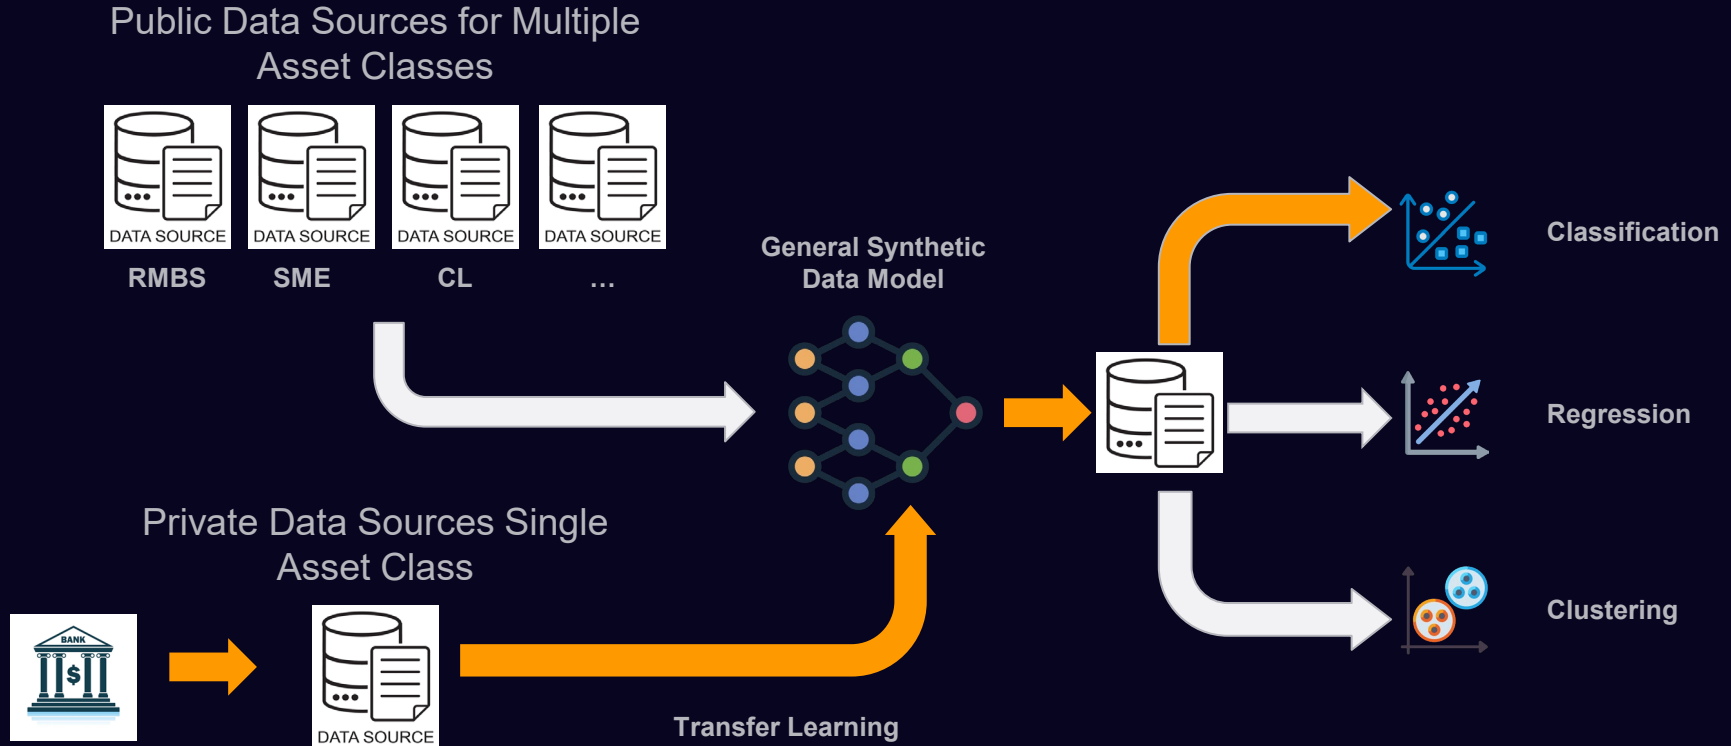 Public Data Sources for Multiple
Asset Classes
DATA SOURCE
DATA SOURCE
DATA SOURCE
DATA SOURCE
RMBS
SME
CL
...
General Synthetic
Data Model
Classification
Regression
Clustering
Private Data Sources Single
Asset Class
BANK
$
DATA SOURCE
Transfer Learning